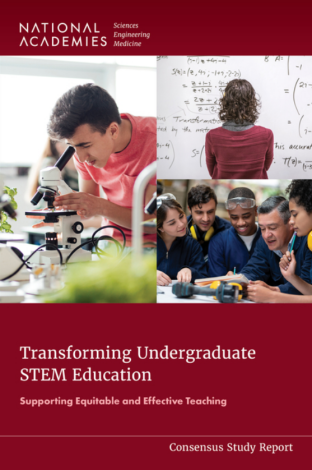 NATIONAL ACADEMIES
Sciences
Engineering
Medicine
Transforming Undergraduate
STEM Education
Supporting Equitable and Effective Teaching
Consensus Study Report